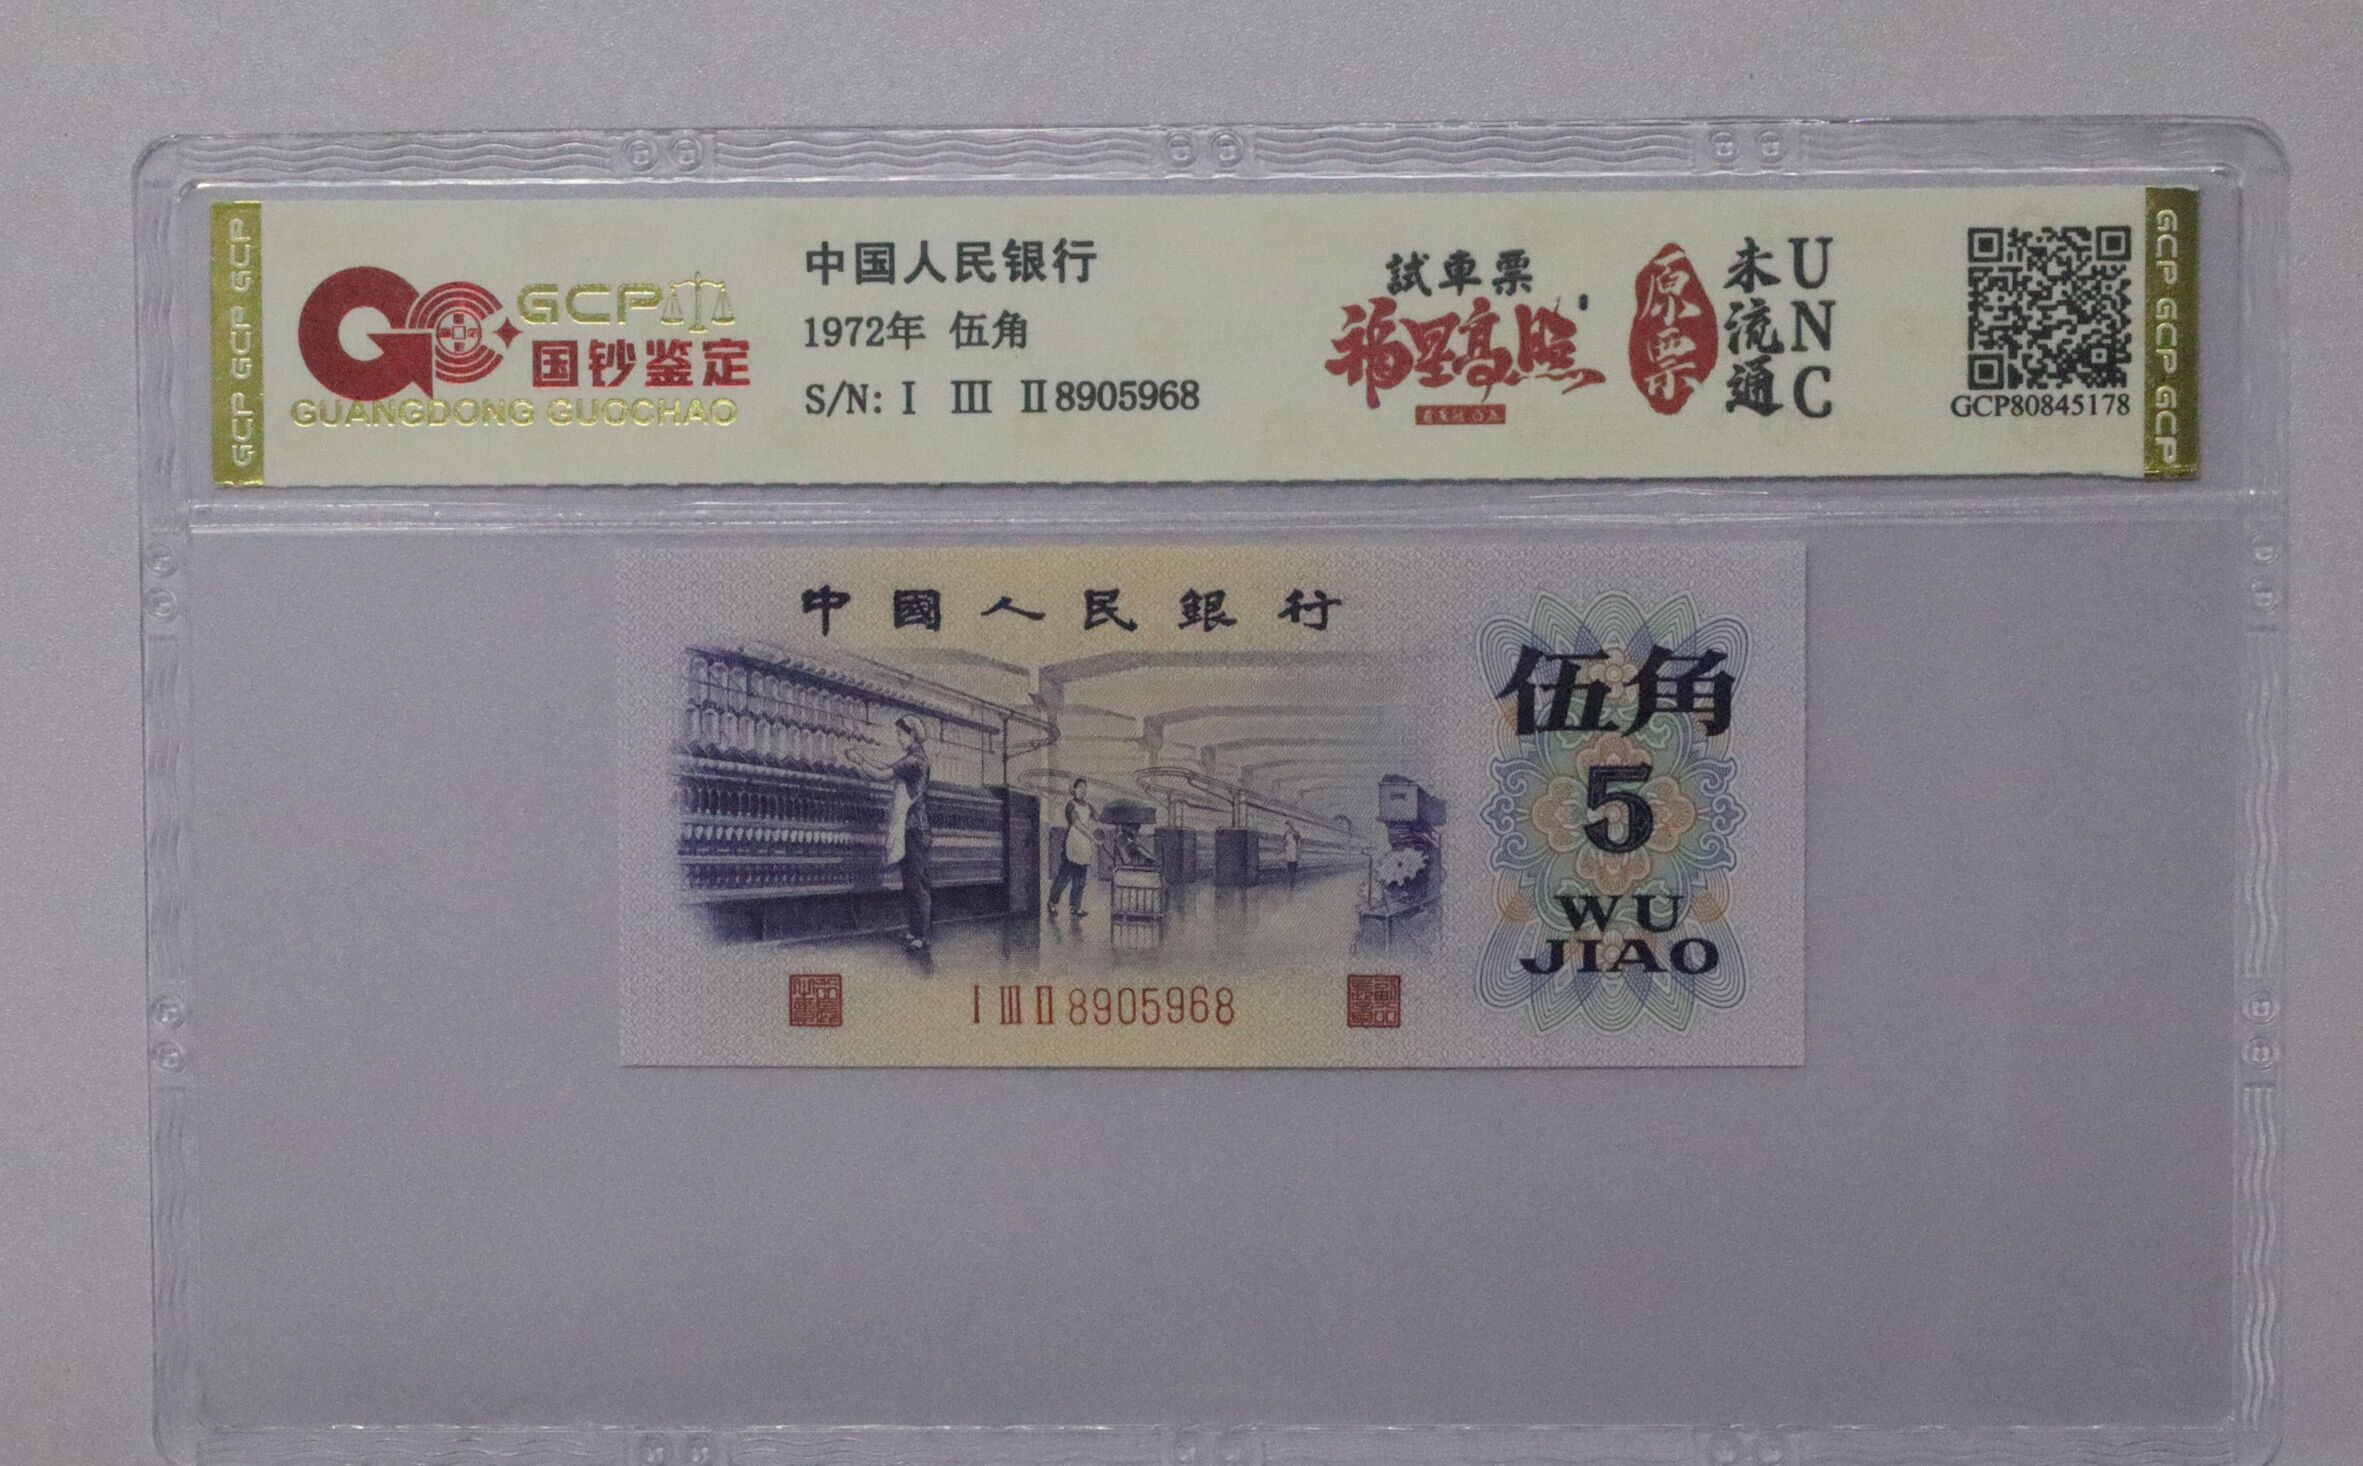 GCP GCP GCP
GCP
国钞鉴定
GUANGDONG GUOCHAO
中国人民银行
1972年 伍角
S/N: I III II 8905968
試車票
福星高照
原票
未流通
UNC
GCP80845178
GCP GCP GCP
中國人民銀行
伍角
5
WU
JIAO
I III II 8905968